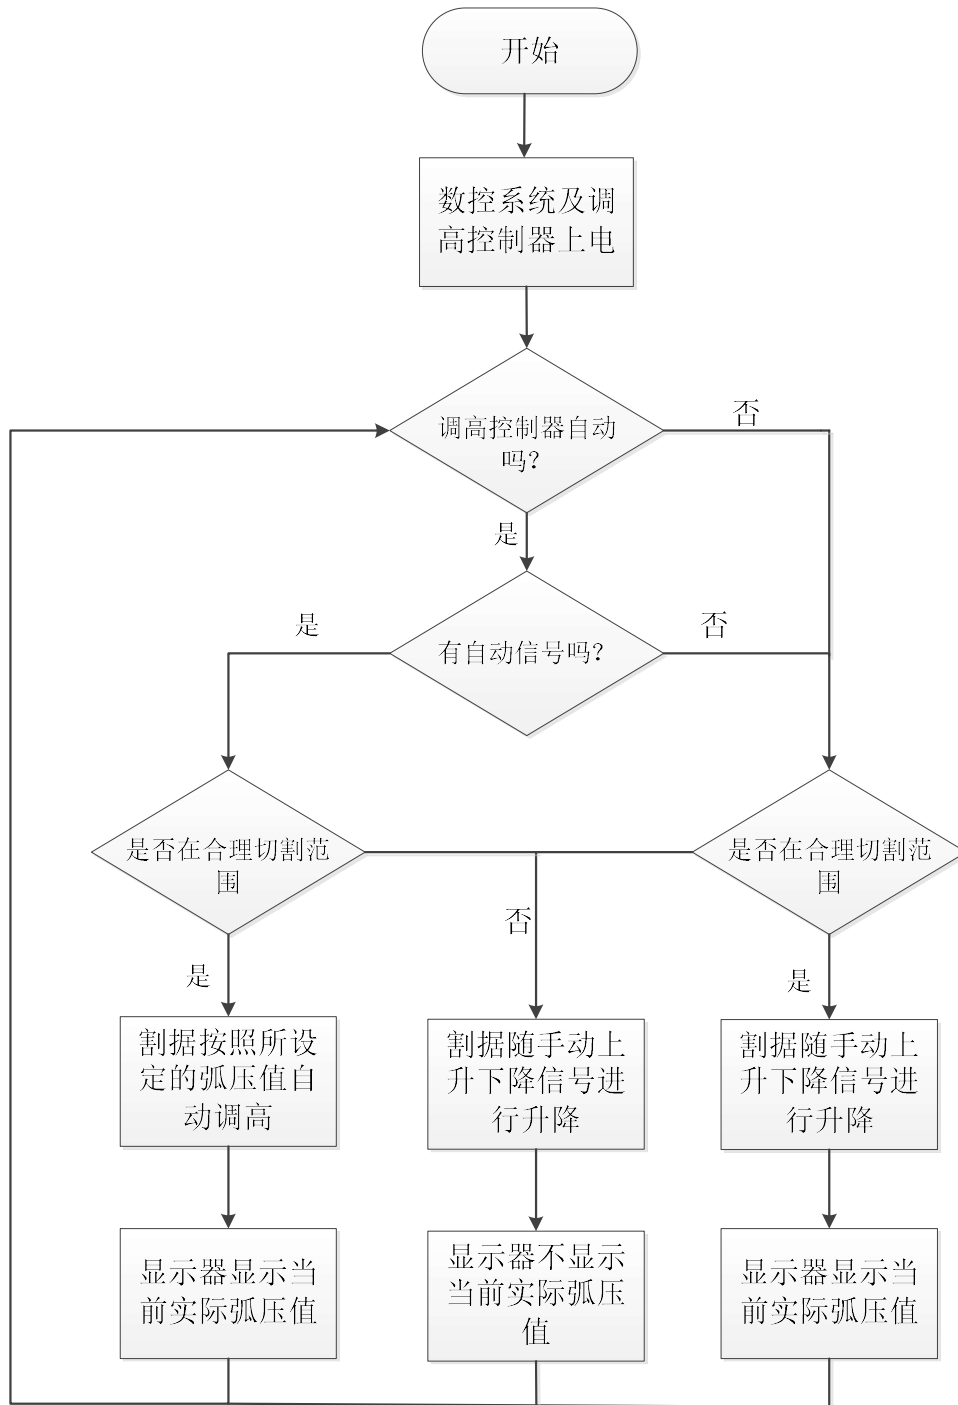 开始
数控系统及调
高控制器上电
调高控制器自动
吗？
否
是
有自动信号吗？
是
否
是否在合理切割范
围
是否在合理切割范
围
否
是
是
割据按照所设
定的弧压值自
动调高
割据随手动上
升下降信号进
行升降
割据随手动上
升下降信号进
行升降
显示器显示当
前实际弧压值
显示器不显示
当前实际弧压
值
显示器显示当
前实际弧压值